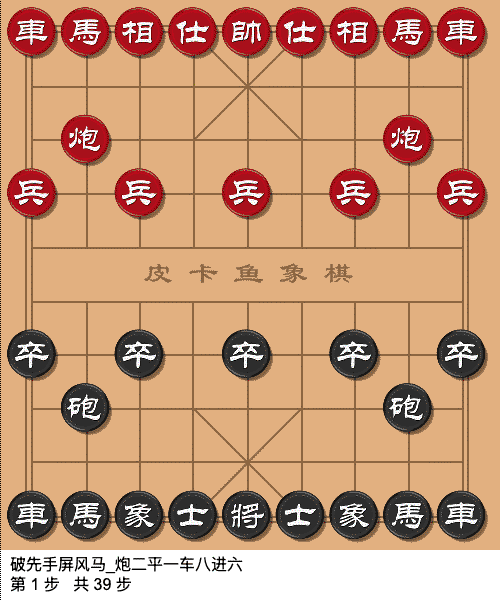 車馬相仕帥仕相馬車
炮炮
兵兵兵兵兵
皮卡鱼象棋
卒卒卒卒卒
砲砲
車馬象士將士象馬車
破先手屏风马_炮二平一车八进六
第 1 步 共 39 步